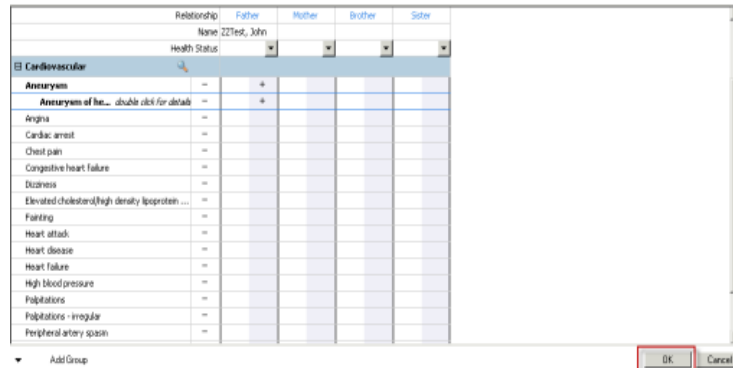 Relationship Father Mother Brother Sister
Name ZZTest, John
Health Status
Cardiovascular
Aneurysm − +
Aneurysm of he... double click for details − +
Angina −
Cardiac arrest −
Chest pain −
Congestive heart failure −
Dizziness −
Elevated cholesterol/high density lipoprotein ... −
Fainting −
Heart attack −
Heart disease −
Heart failure −
High blood pressure −
Palpitations −
Palpitations - irregular −
Peripheral artery spasm −
Add Group OK Cancel